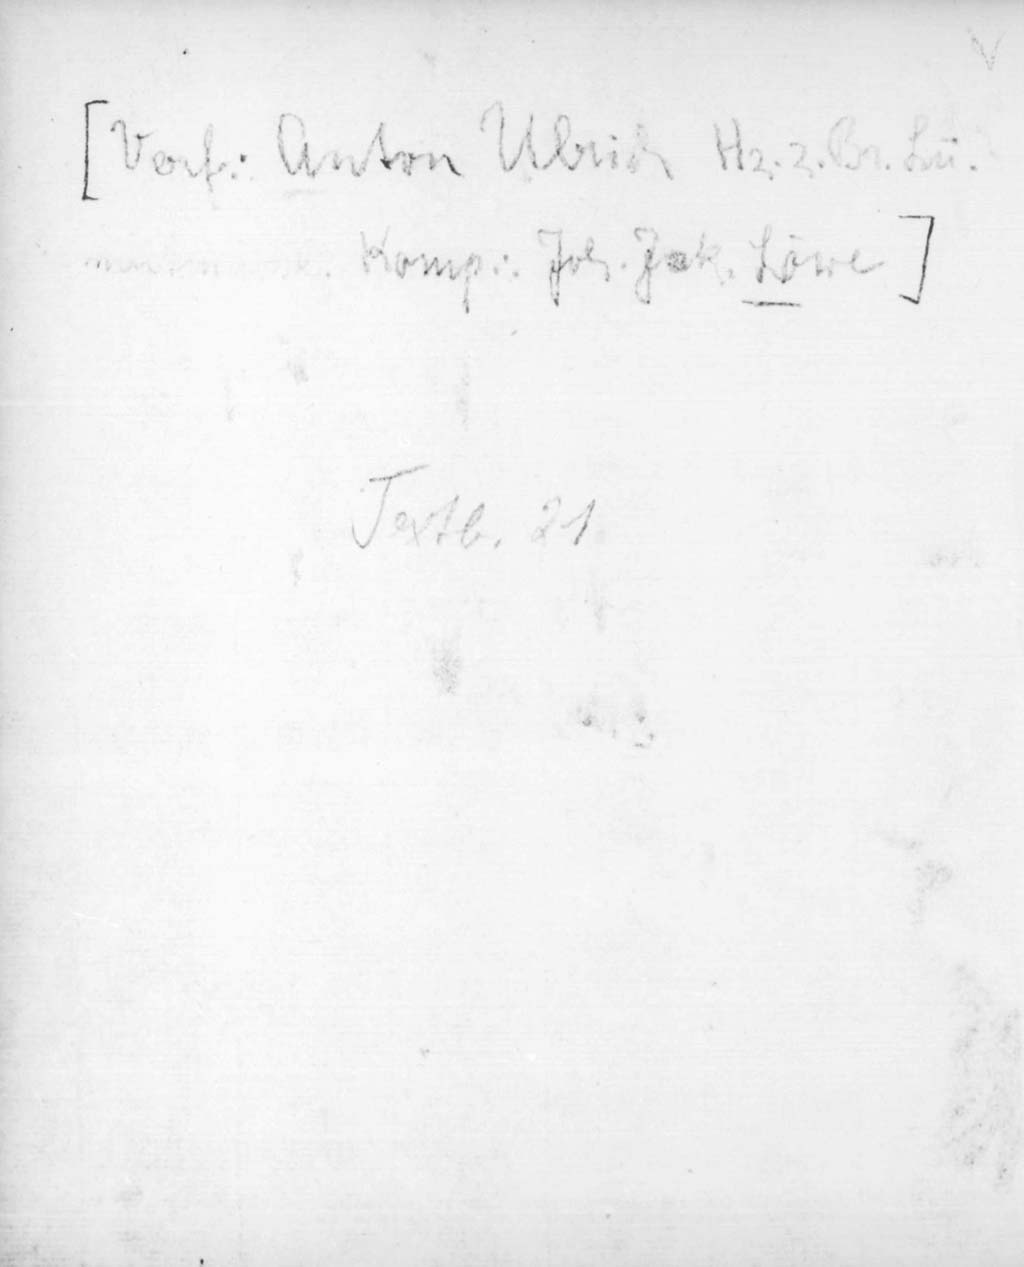 [Verf.: Anton Ulrich Hz. z. Br. Lü.
Komp.: Joh. Jak. Löwe]
Textb. 21.